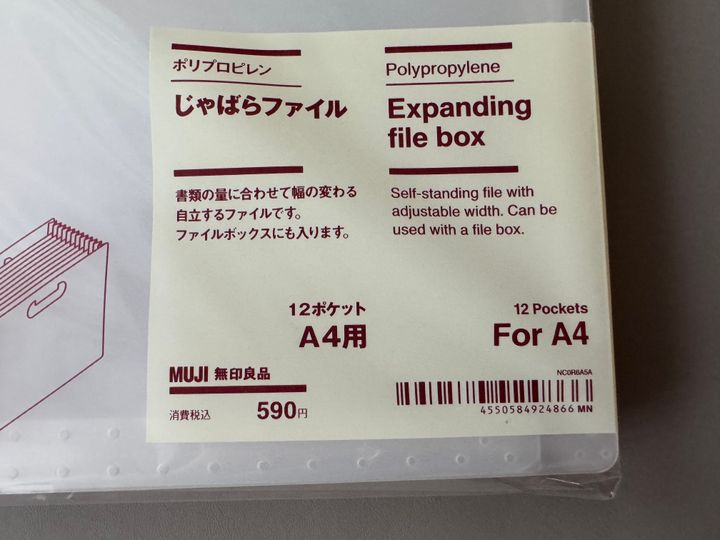 ポリプロピレン
じゃばらファイル
書類の量に合わせて幅の変わる
自立するファイルです。
ファイルボックスにも入ります。
12ポケット
A4用
MUJI 無印良品
消費税込 590円
Polypropylene
Expanding
file box
Self-standing file with
adjustable width. Can be
used with a file box.
12 Pockets
For A4
NC0R6A5A
4550584924866 MN